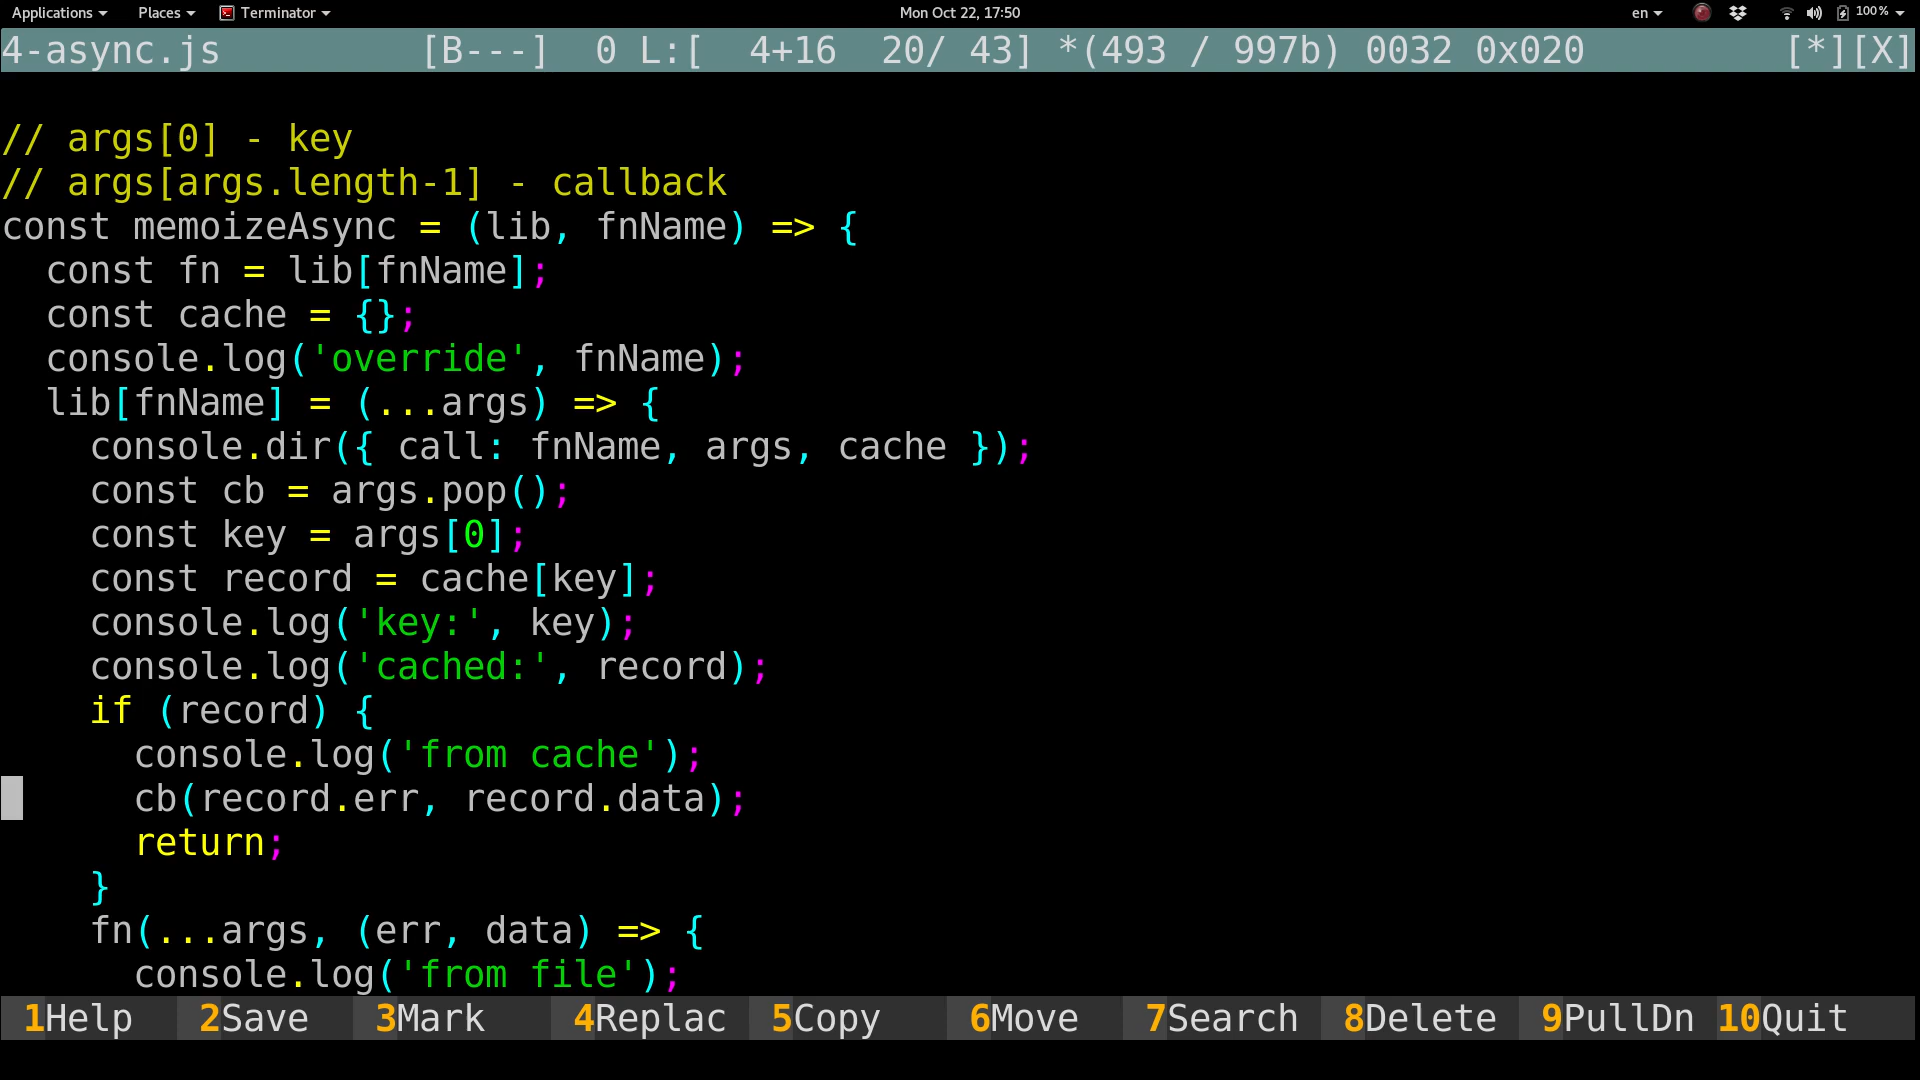 Applications Places Terminator Mon Oct 22, 17:50 en 100%
4-async.js [B---] 0 L:[ 4+16 20/ 43] *(493 / 997b) 0032 0x020 [*][X]
// args[0] - key
// args[args.length-1] - callback
const memoizeAsync = (lib, fnName) => {
  const fn = lib[fnName];
  const cache = {};
  console.log('override', fnName);
  lib[fnName] = (...args) => {
    console.dir({ call: fnName, args, cache });
    const cb = args.pop();
    const key = args[0];
    const record = cache[key];
    console.log('key:', key);
    console.log('cached:', record);
    if (record) {
      console.log('from cache');
      cb(record.err, record.data);
      return;
    }
    fn(...args, (err, data) => {
      console.log('from file');
1Help 2Save 3Mark 4Replac 5Copy 6Move 7Search 8Delete 9PullDn 10Quit